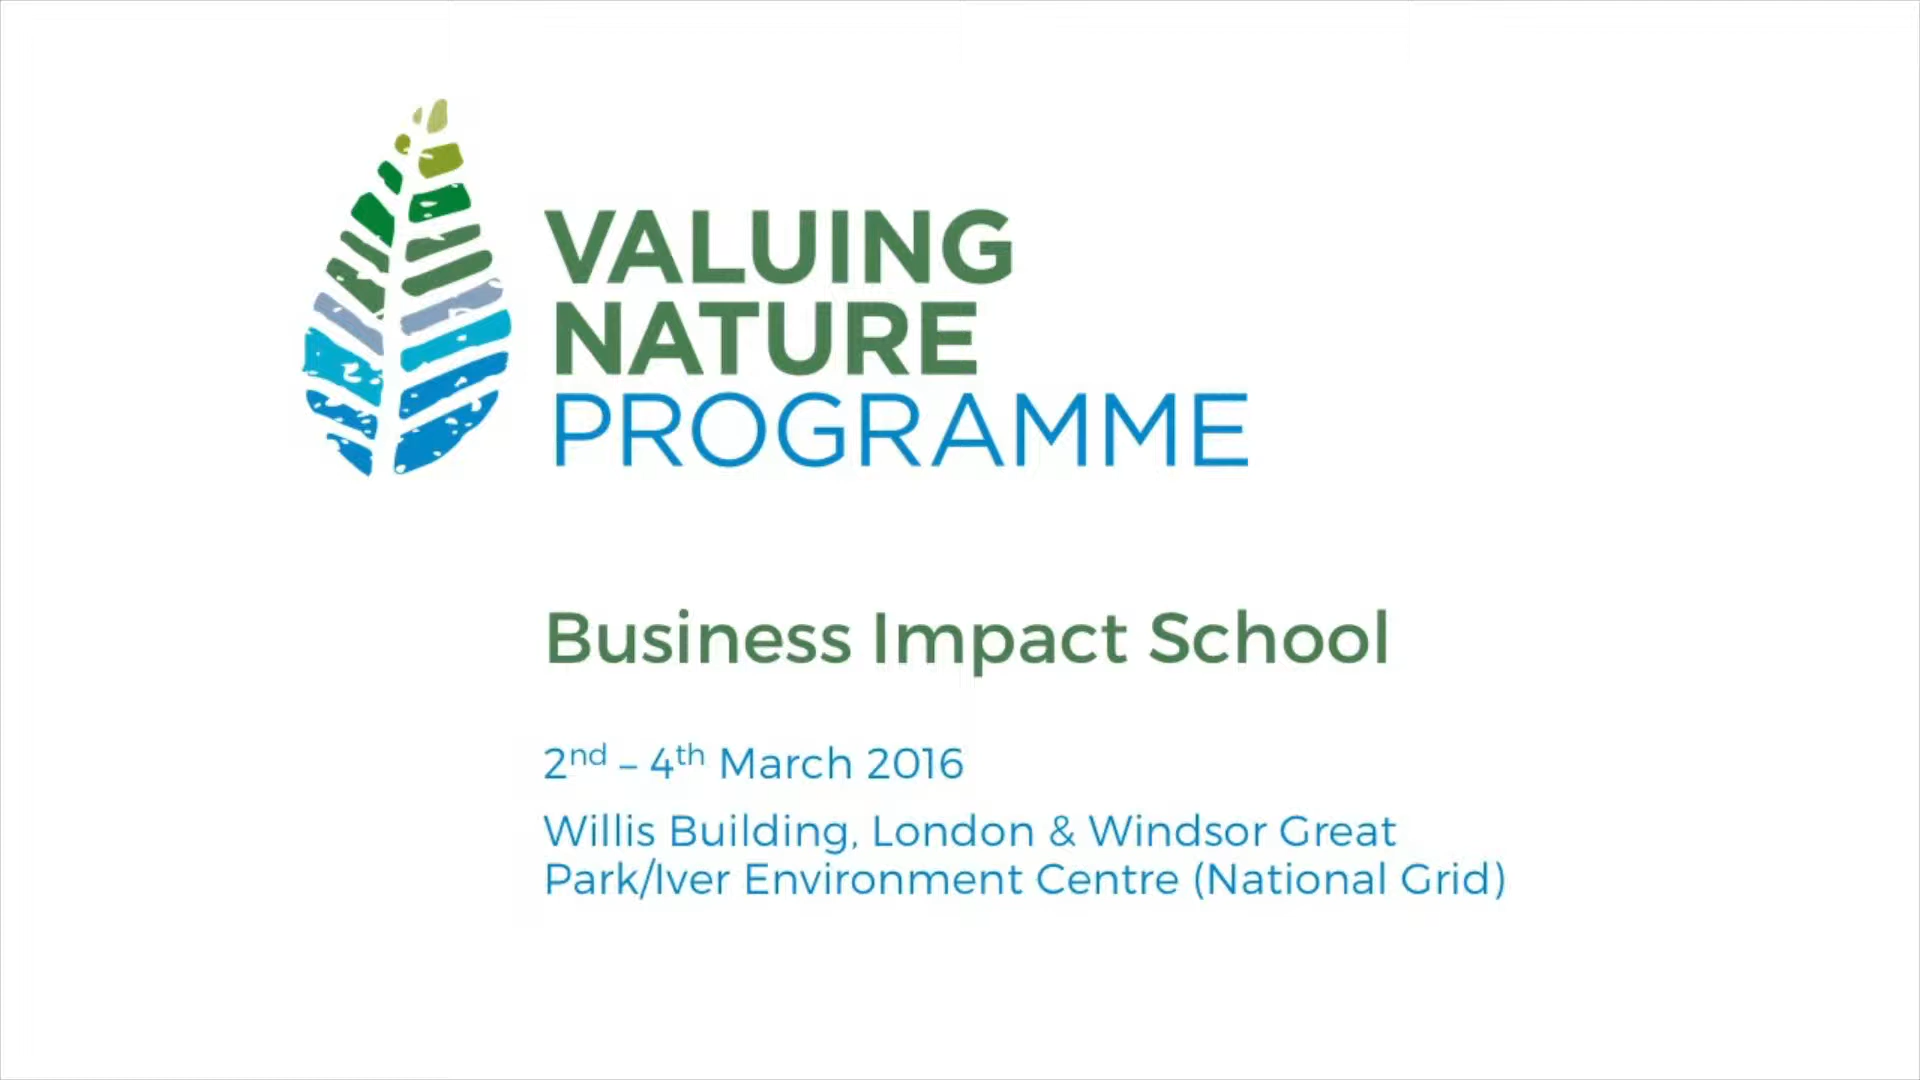 VALUING
NATURE
PROGRAMME
Business Impact School
2nd – 4th March 2016
Willis Building, London & Windsor Great
Park/Iver Environment Centre (National Grid)